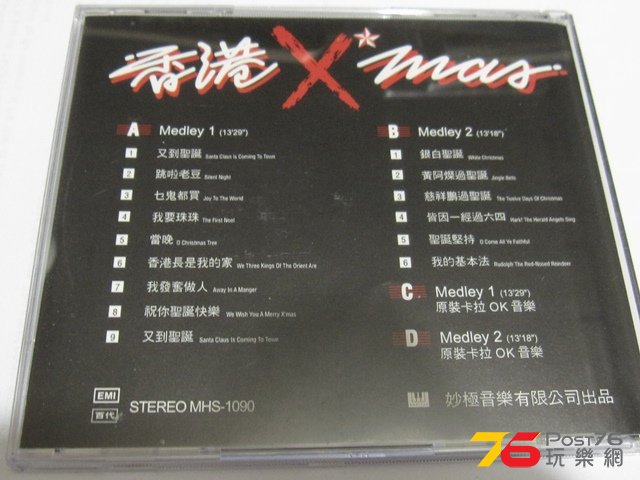 香港 X★mas
A Medley 1 (13'29")
1 又到聖誕 Santa Claus Is Coming To Town
2 跳啦老豆 Silent Night
3 乜鬼都買 Joy To The World
4 我要珠珠 The First Noel
5 當晚 O Christmas Tree
6 香港長是我的家 We Three Kings Of The Orient Are
7 我發奮做人 Away In A Manger
8 祝你聖誕快樂 We Wish You A Merry X'mas
9 又到聖誕 Santa Claus Is Coming To Town
B Medley 2 (13'18")
1 銀白聖誕 White Christmas
2 黃阿燦過聖誕 Jingle Bells
3 慈祥鵬過聖誕 The Twelve Days Of Christmas
4 皆因一經過六四 Hark! The Herald Angels Sing
5 聖誕堅持 O Come All Ye Faithful
6 我的基本法 Rudolph The Red-Nosed Reindeer
C Medley 1 (13'29")
原裝卡拉OK音樂
D Medley 2 (13'18")
原裝卡拉OK音樂
EMI
百代
STEREO MHS-1090
妙極音樂有限公司出品
76 POST76
玩樂網